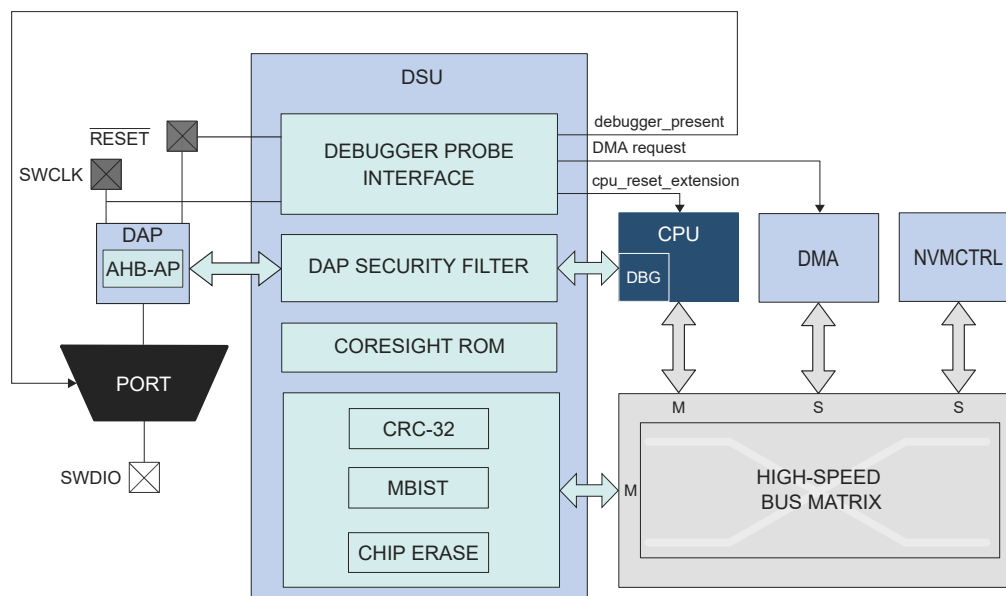 DSU
debugger_present
RESET
DEBUGGER PROBE
INTERFACE
DMA request
SWCLK
cpu_reset_extension
DAP
AHB-AP
DAP SECURITY FILTER
CPU
DBG
DMA
NVMCTRL
CORESIGHT ROM
PORT
M
S
S
CRC-32
MBIST
CHIP ERASE
SWDIO
M
HIGH-SPEED
BUS MATRIX